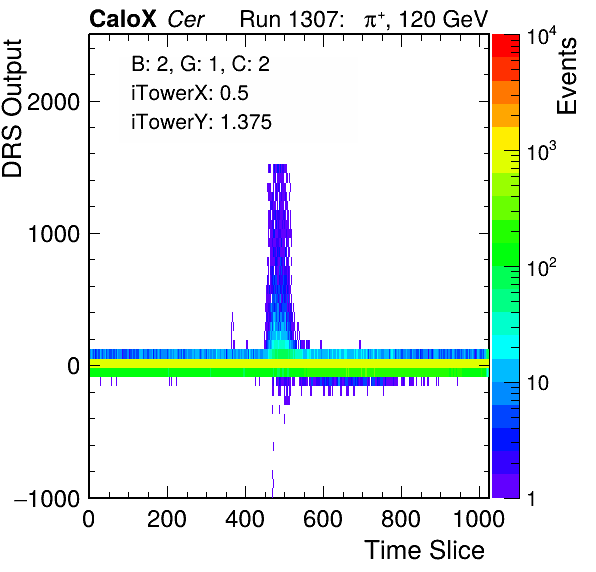 CaloX Cer Run 1307: π⁺, 120 GeV
B: 2, G: 1, C: 2
iTowerX: 0.5
iTowerY: 1.375
DRS Output
2000
1000
0
−1000
0 200 400 600 800 1000
Time Slice
Events
10⁴
10³
10²
10
1